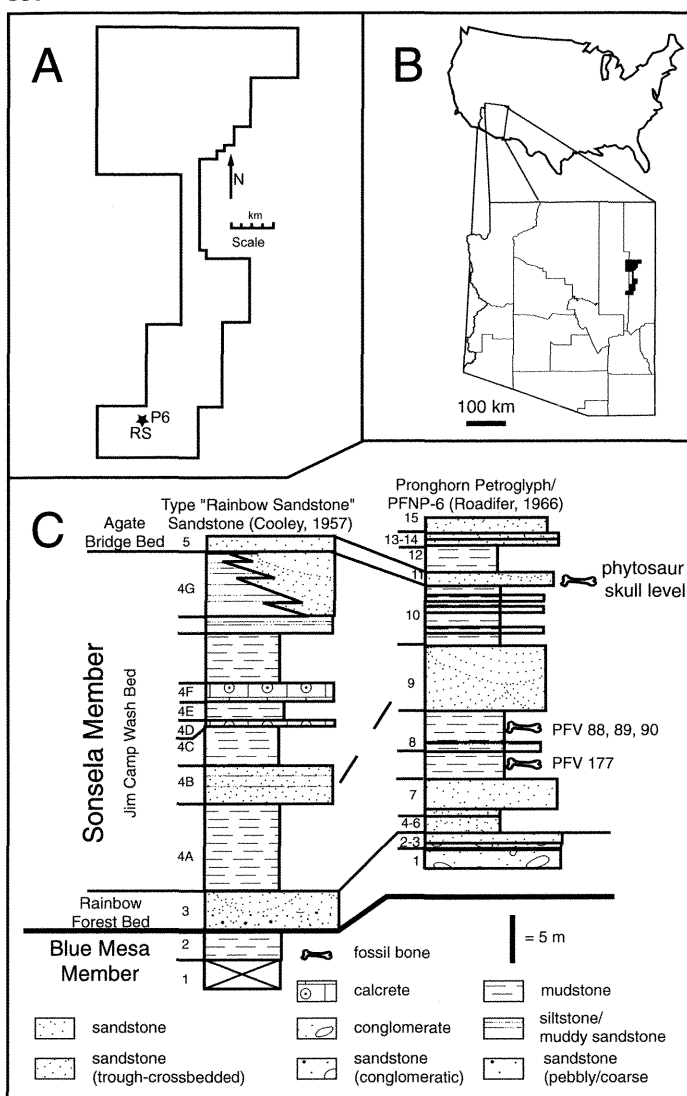 A
N
km
Scale
P6
RS
B
100 km
C
Type "Rainbow Sandstone"
Sandstone (Cooley, 1957)
Pronghorn Petroglyph/
PFNP-6 (Roadifer, 1966)
Agate
Bridge Bed
5
4G
4F
4E
4D
4C
4B
4A
3
2
1
Sonsela Member
Jim Camp Wash Bed
Rainbow
Forest Bed
Blue Mesa
Member
15
13-14
12
11
10
9
8
7
4-6
2-3
1
phytosaur
skull level
PFV 88, 89, 90
PFV 177
= 5 m
fossil bone
calcrete
mudstone
sandstone
conglomerate
siltstone/
muddy sandstone
sandstone
(trough-crossbedded)
sandstone
(conglomeratic)
sandstone
(pebbly/coarse